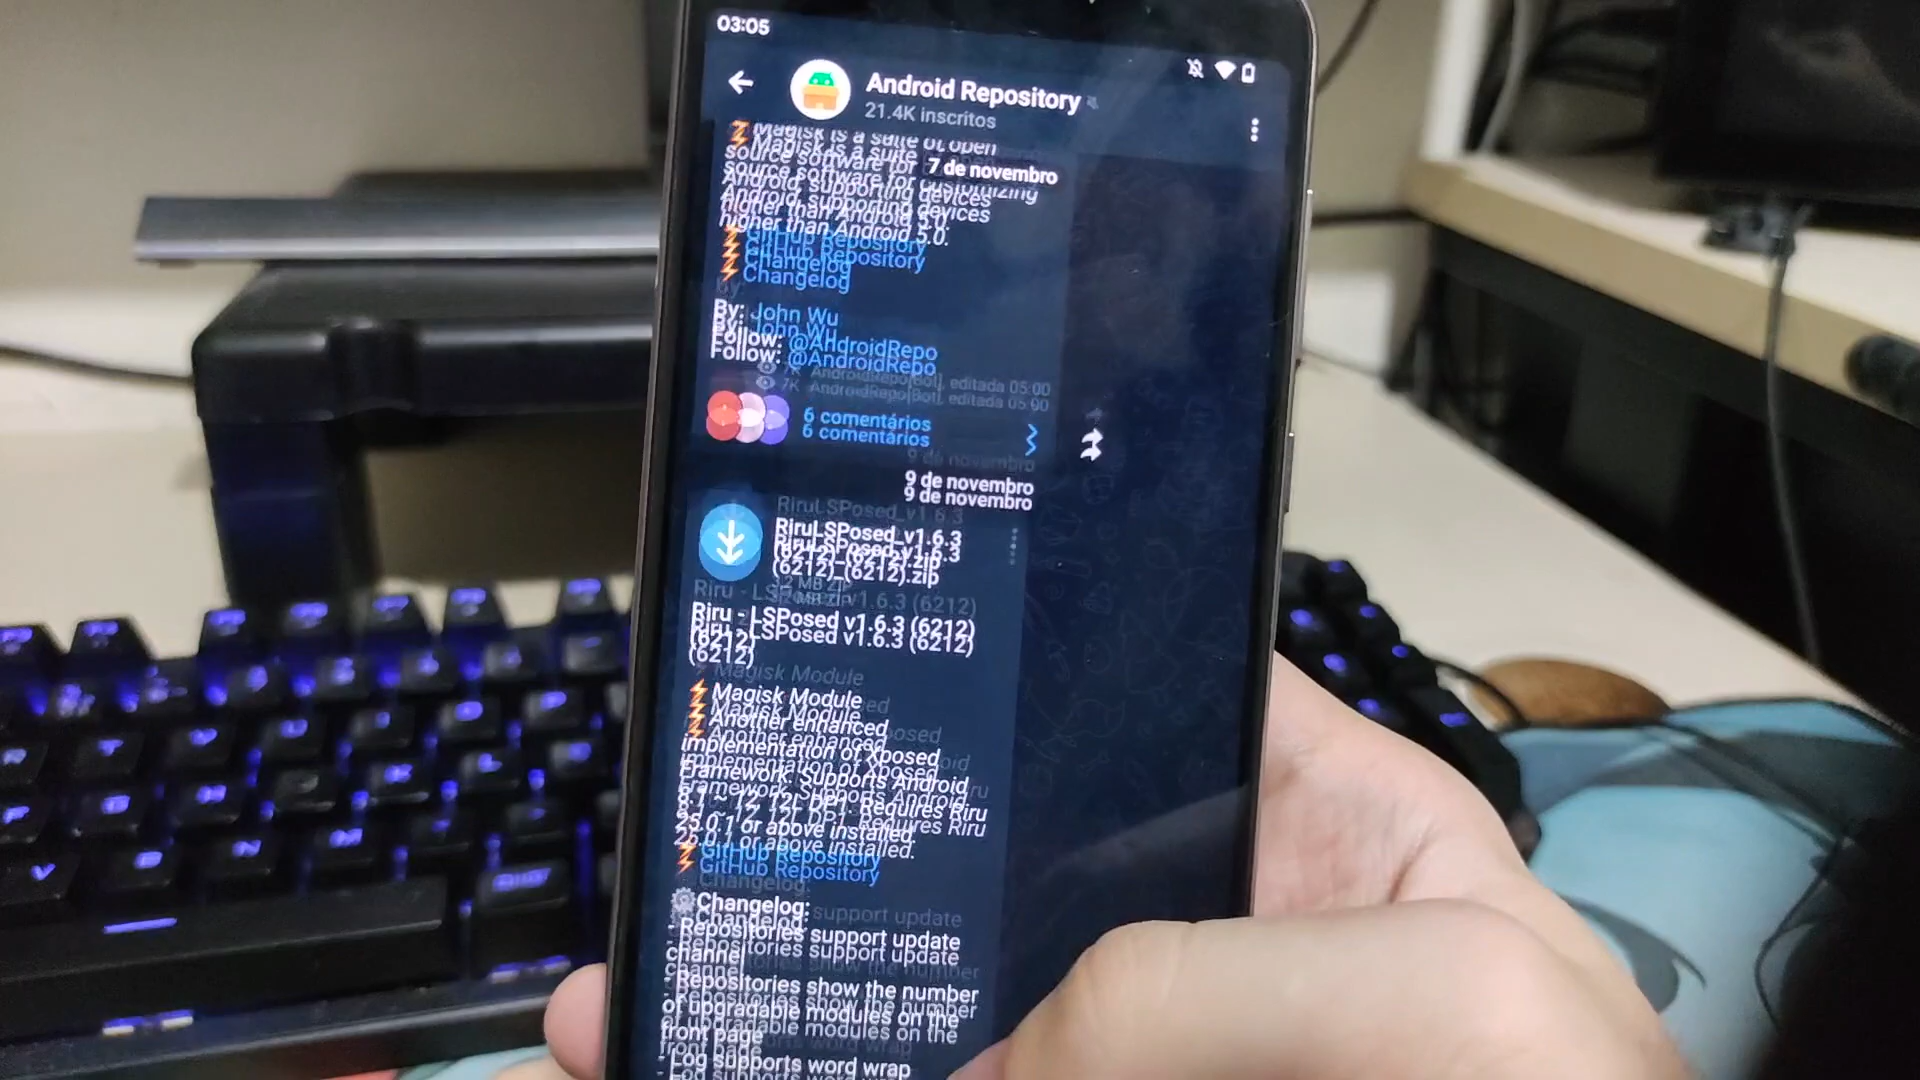 03:05
Android Repository
21.4K inscritos
Magisk is a suite of open
source software for customizing
7 de novembro
Android, supporting devices
higher than Android 5.0.
GitHub Repository
Changelog
By: John Wu
Follow: @AndroidRepo
7K AndroidRepo[Bot], editada 05:00
6 comentários
9 de novembro
RiruLSPosed_v1.6.3
(6212)_(6212).zip
Riru - LSPosed v1.6.3 (6212)
(6212)
Magisk Module
Another enhanced
implementation of Xposed
Framework. Supports Android
8.1 ~ 12, 12L DP1. Requires Riru
or above installed.
GitHub Repository
Changelog:
- Repositories support update
channel
- Repositories show the number
of upgradable modules on the
front page
- Log supports word wrap